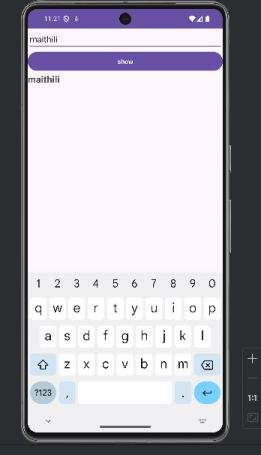 11:21
maithili
show
maithili
1 2 3 4 5 6 7 8 9 0
q w e r t y u i o p
a s d f g h j k l
z x c v b n m
?123 , .
1:1